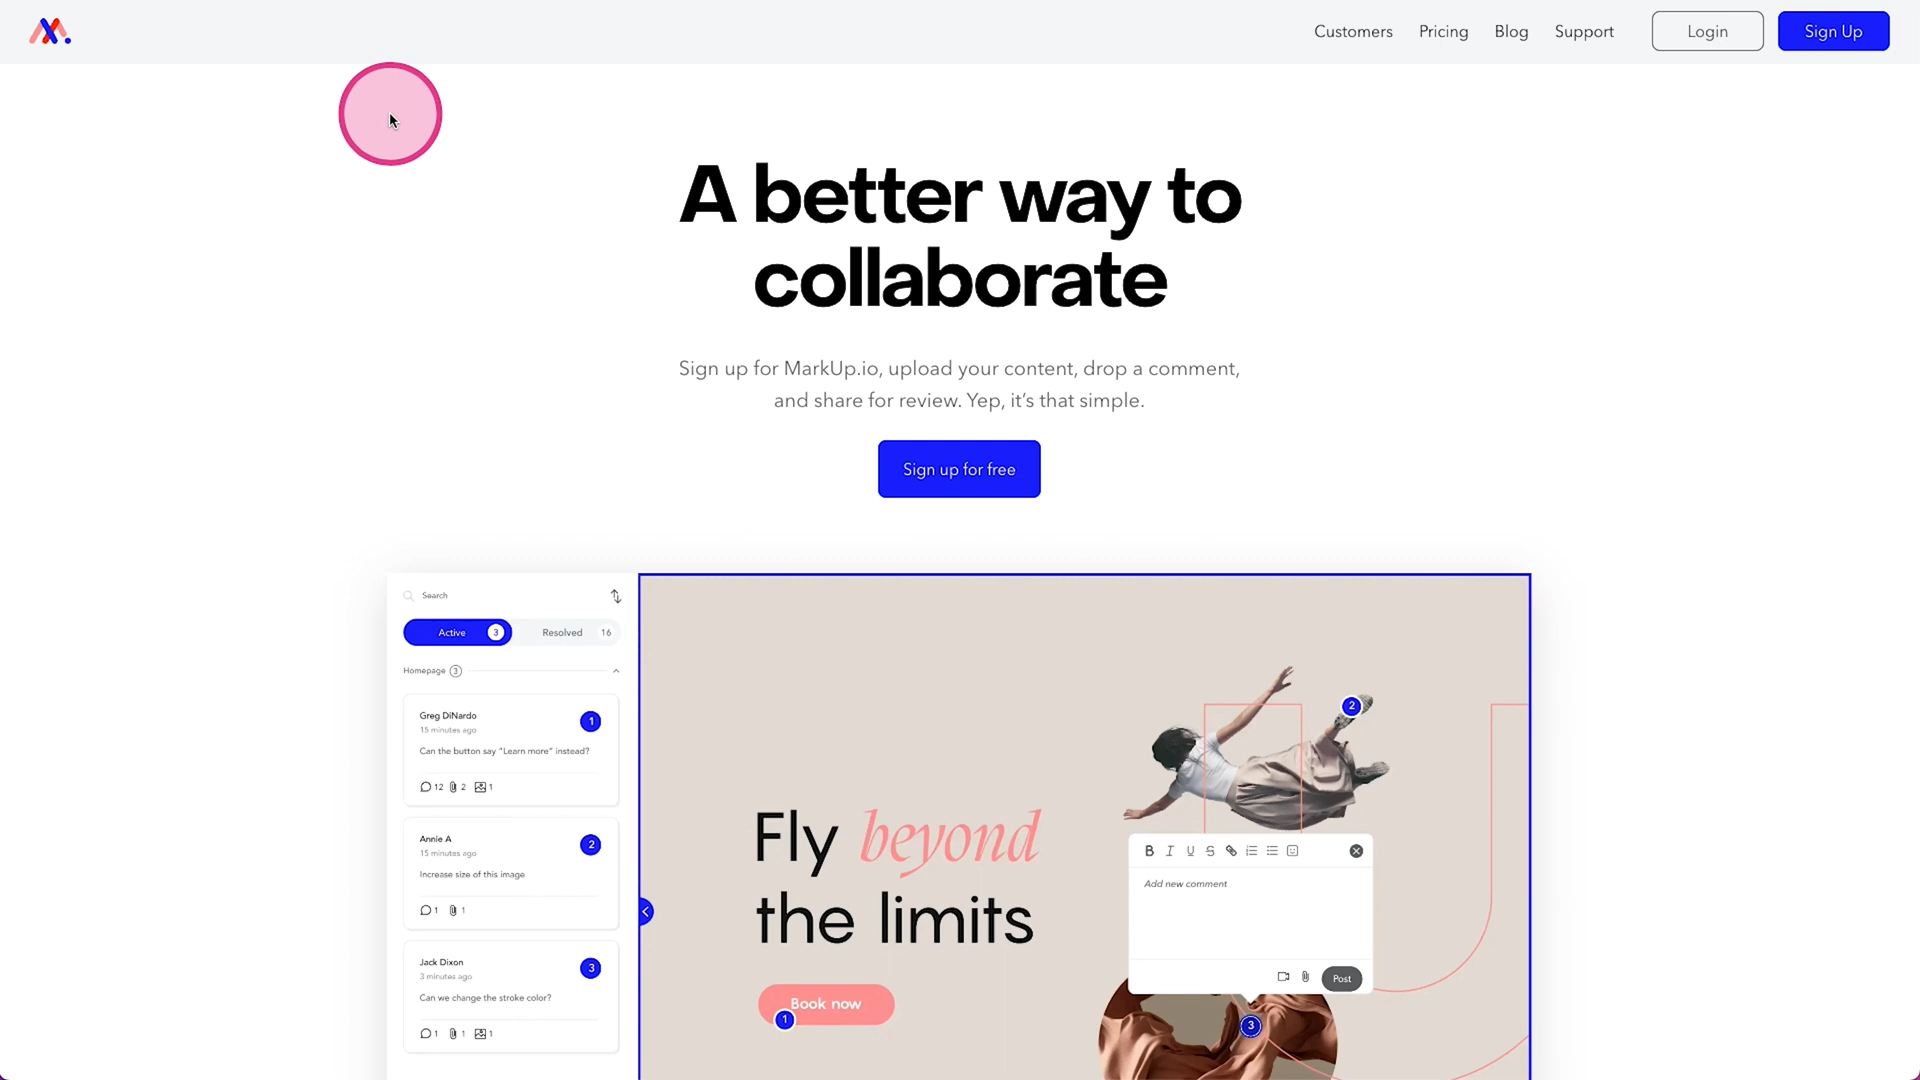 Customers
Pricing
Blog
Support
Login
Sign Up
A better way to
collaborate
Sign up for MarkUp.io, upload your content, drop a comment,
and share for review. Yep, it's that simple.
Sign up for free
Search
Active 3
Resolved 16
Homepage 3
Greg DiNardo
1
15 minutes ago
Can the button say “Learn more” instead?
12 2 1
Annie A
2
15 minutes ago
Increase size of this image
1 1
Jack Dixon
3
3 minutes ago
Can we change the stroke color?
1 1 1
2
Fly beyond
the limits
Book now
1
B I U S
Add new comment
Post
3